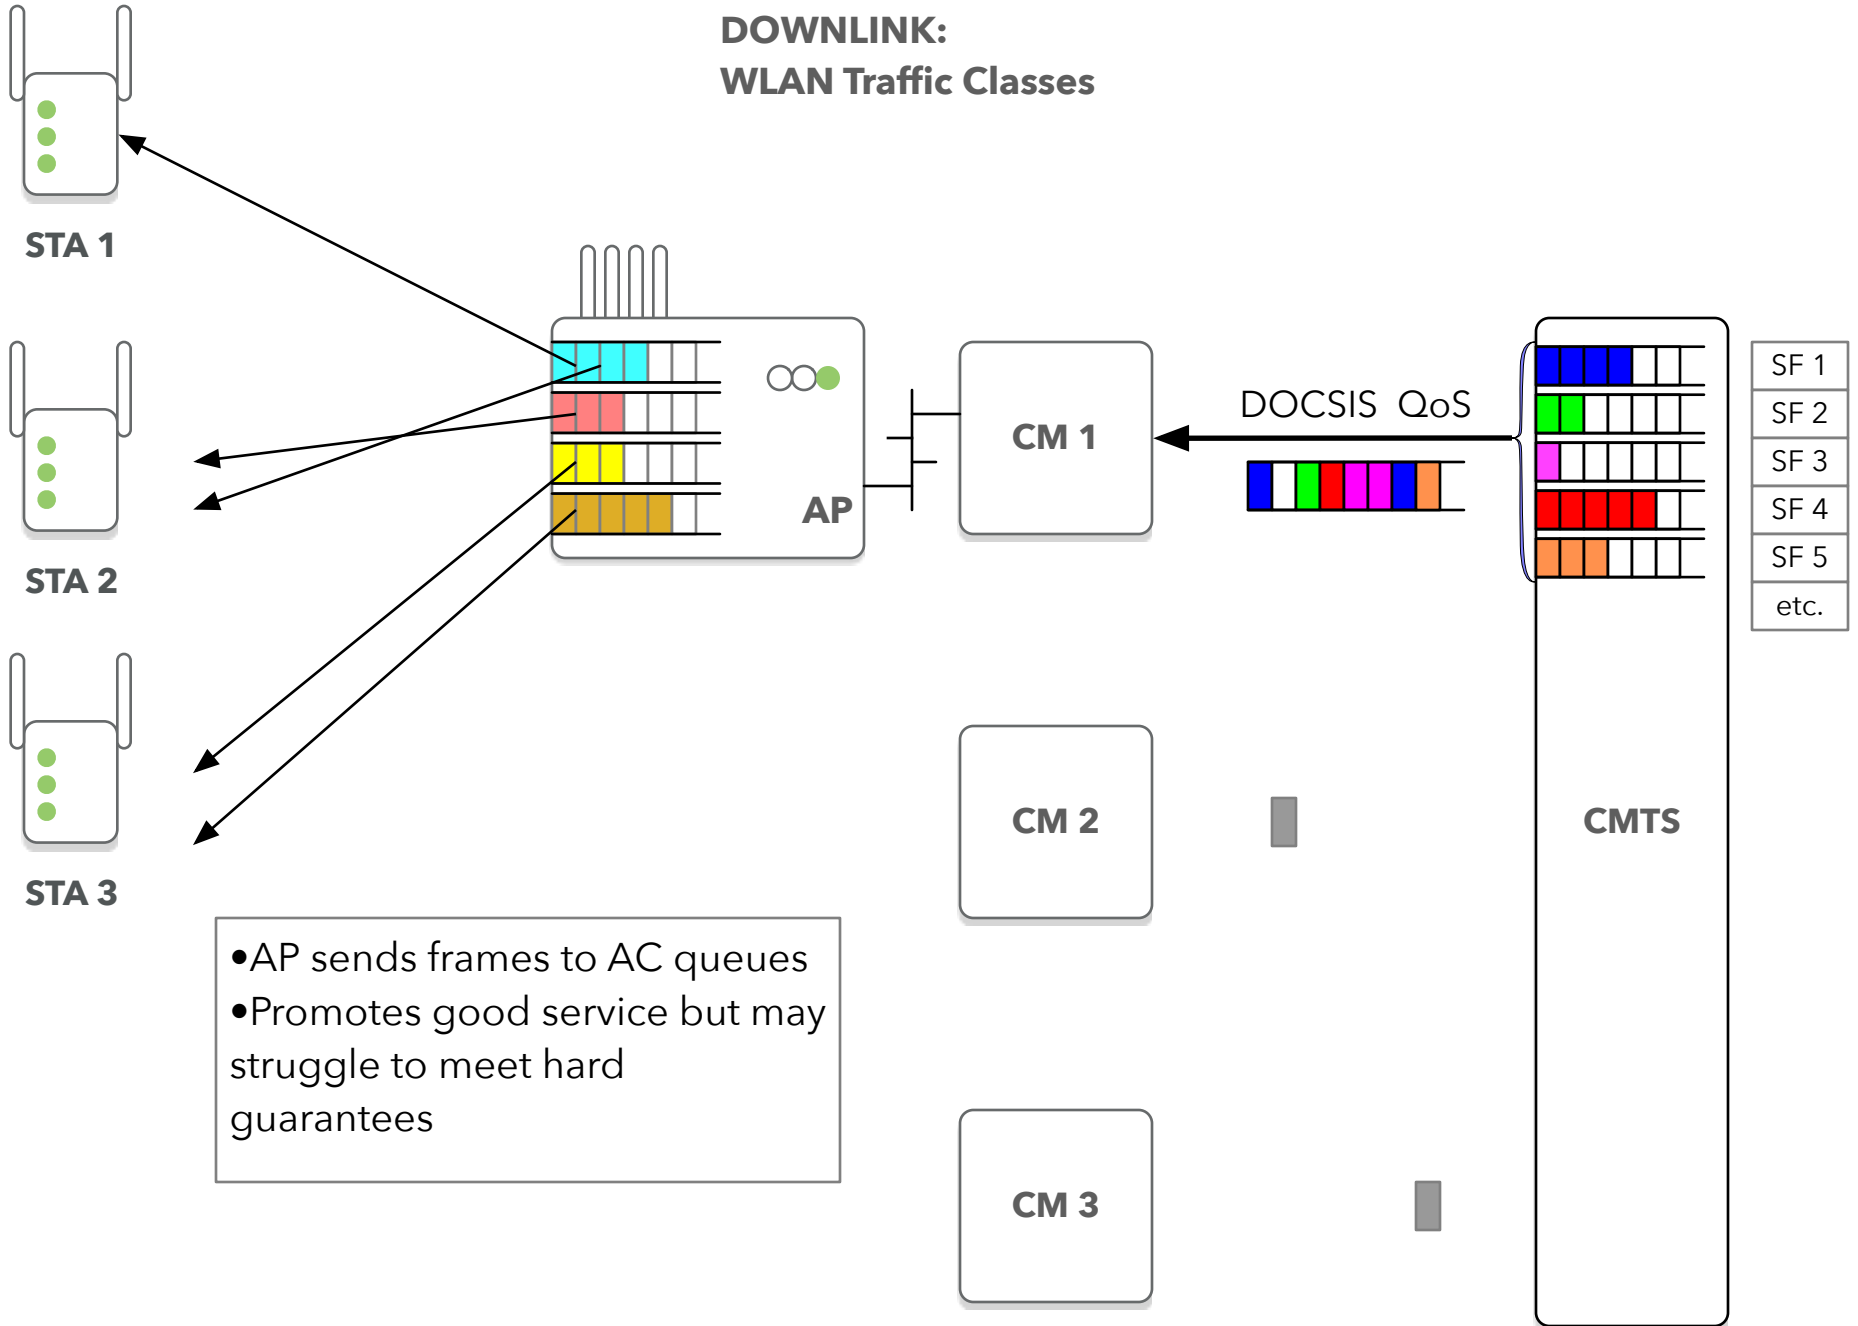 DOWNLINK:
WLAN Traffic Classes
STA 1
STA 2
STA 3
AP
CM 1
DOCSIS QoS
SF 1
SF 2
SF 3
SF 4
SF 5
etc.
CM 2
CMTS
•AP sends frames to AC queues
•Promotes good service but may
struggle to meet hard
guarantees
CM 3